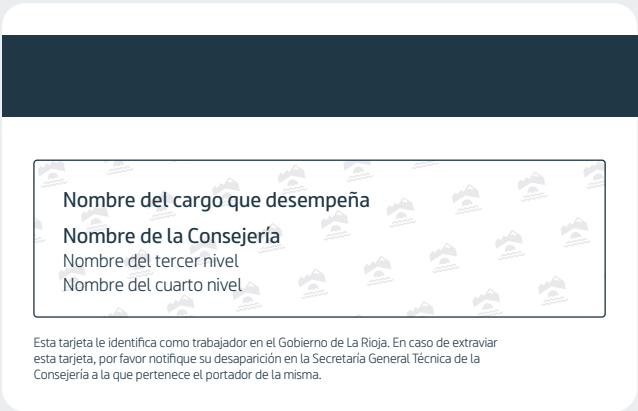 Nombre del cargo que desempeña
Nombre de la Consejería
Nombre del tercer nivel
Nombre del cuarto nivel
Esta tarjeta le identifica como trabajador en el Gobierno de La Rioja. En caso de extraviar
esta tarjeta, por favor notifique su desaparición en la Secretaría General Técnica de la
Consejería a la que pertenece el portador de la misma.